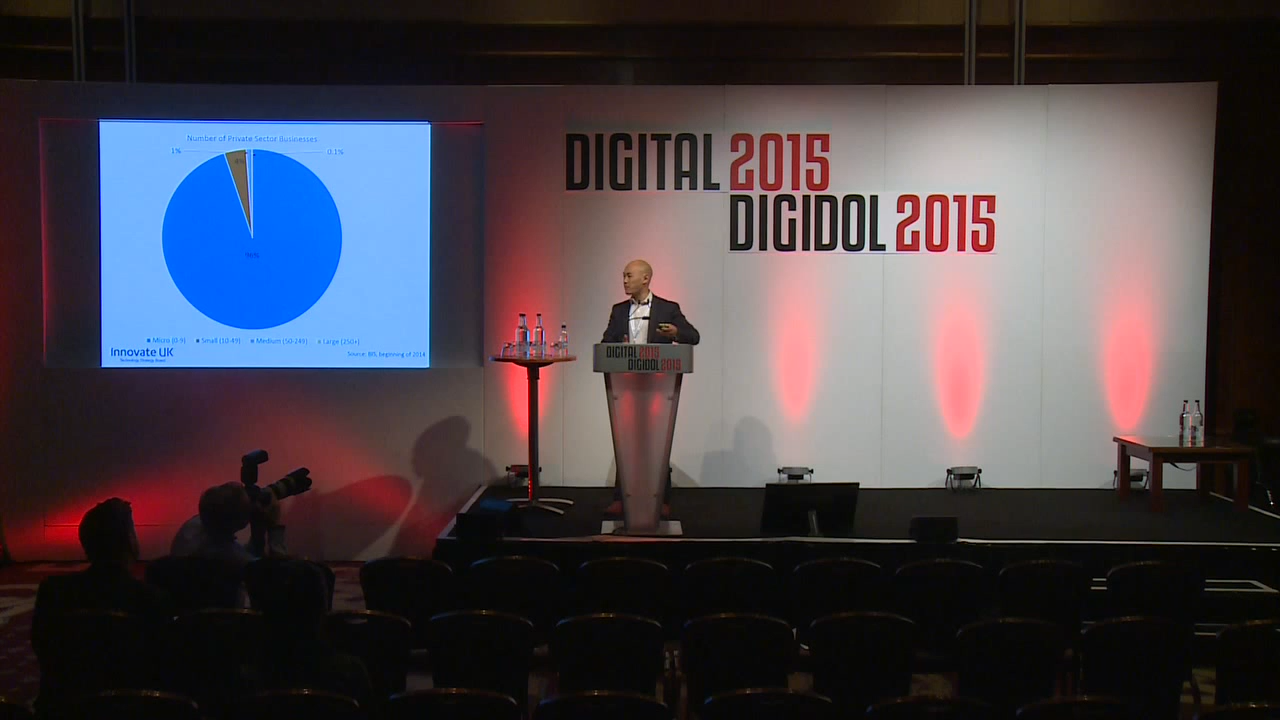 Number of Private Sector Businesses
1%
0.1%
4%
Micro (0-9) Small (10-49) Medium (50-249) Large (250+)
Innovate UK
Source: BIS, beginning of 2014
DIGITAL 2015
DIGIDOL 2015
DIGITAL 2015
DIGIDOL 2015